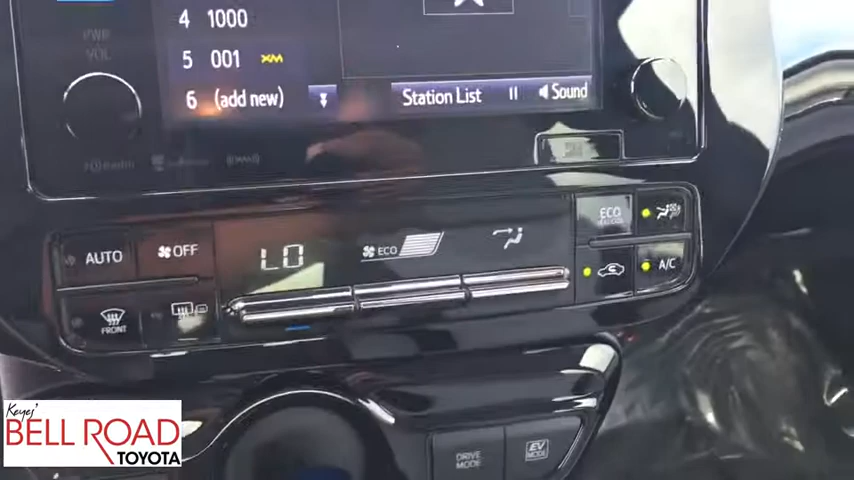 PWR
VOL
4 1000
5 001 XM
6 (add new)
Station List
Sound
AUTO
OFF
LO
ECO
ECO
A/C
FRONT
DRIVE
MODE
EV
MODE
Keyes'
BELL ROAD
TOYOTA